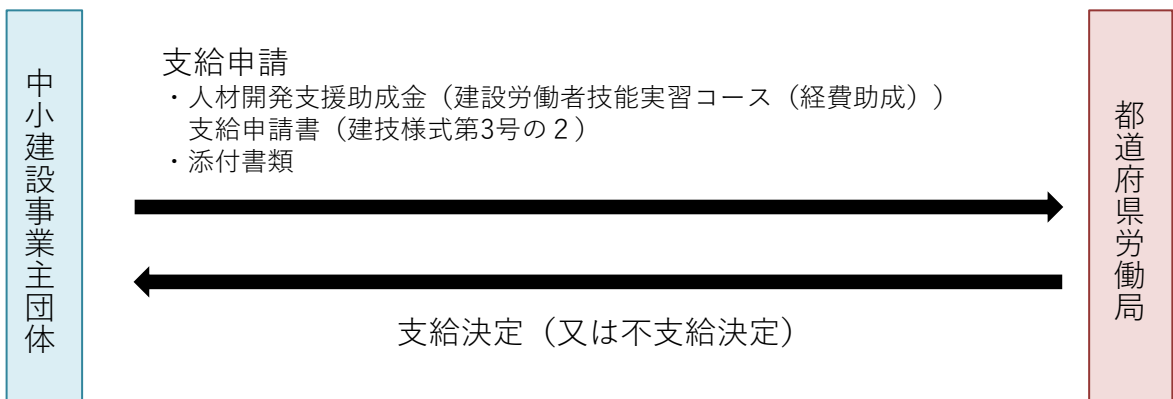 中小建設事業主団体
支給申請
・人材開発支援助成金（建設労働者技能実習コース（経費助成））
支給申請書（建技様式第3号の２）
・添付書類
支給決定（又は不支給決定）
都道府県労働局